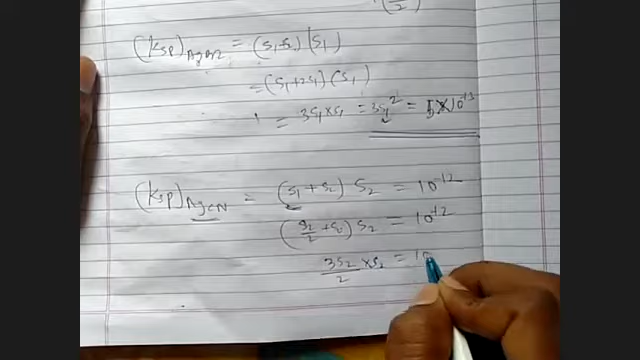 2
(Ksp)AgBr = (S1+S2)(S1)
= (S1+2S1)(S1)
= 3S1×S1 = 3S1² = 5×10⁻¹³
(Ksp)AgCN = (S1+S2) S2 = 10⁻¹²
(S2/2 + S2) S2 = 10⁻¹²
3S2/2 × S2 = 10